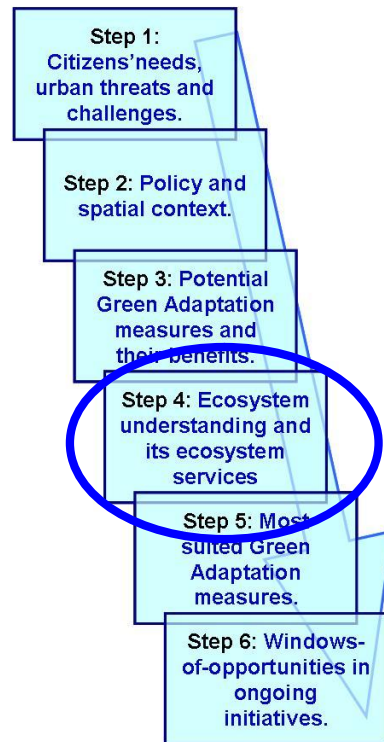 Step 1:
Citizens'needs,
urban threats and
challenges.
Step 2: Policy and
spatial context.
Step 3: Potential
Green Adaptation
measures and
their benefits.
Step 4: Ecosystem
understanding and
its ecosystem
services
Step 5: Most
suited Green
Adaptation
measures.
Step 6: Windows-
of-opportunities in
ongoing
initiatives.